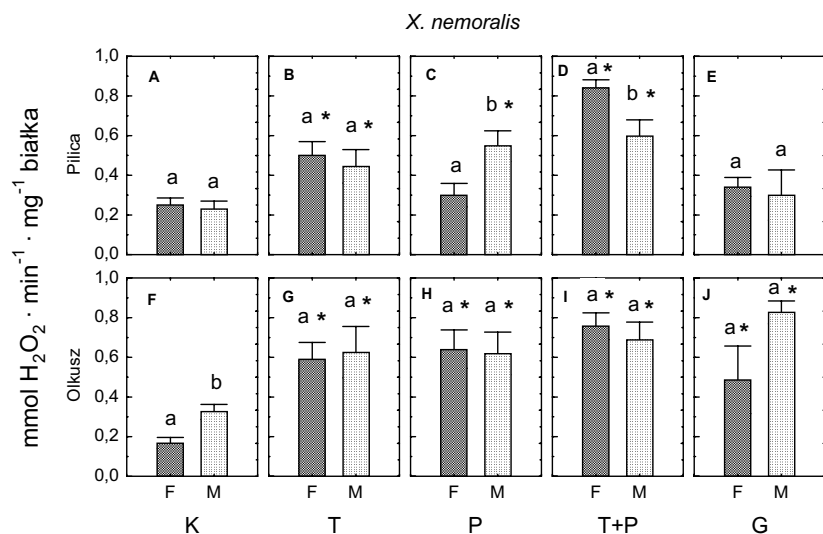 X. nemoralis
mmol H₂O₂ · min⁻¹ · mg⁻¹ białka
Pilica
1,0
0,8
0,6
0,4
0,2
0,0
A
a
a
B
a *
a *
C
a
b *
D
a *
b *
E
a
a
Olkusz
1,0
0,8
0,6
0,4
0,2
0,0
F
a
b
G
a *
a *
H
a *
a *
I
a *
a *
J
a *
a *
F M F M F M F M F M
K T P T+P G